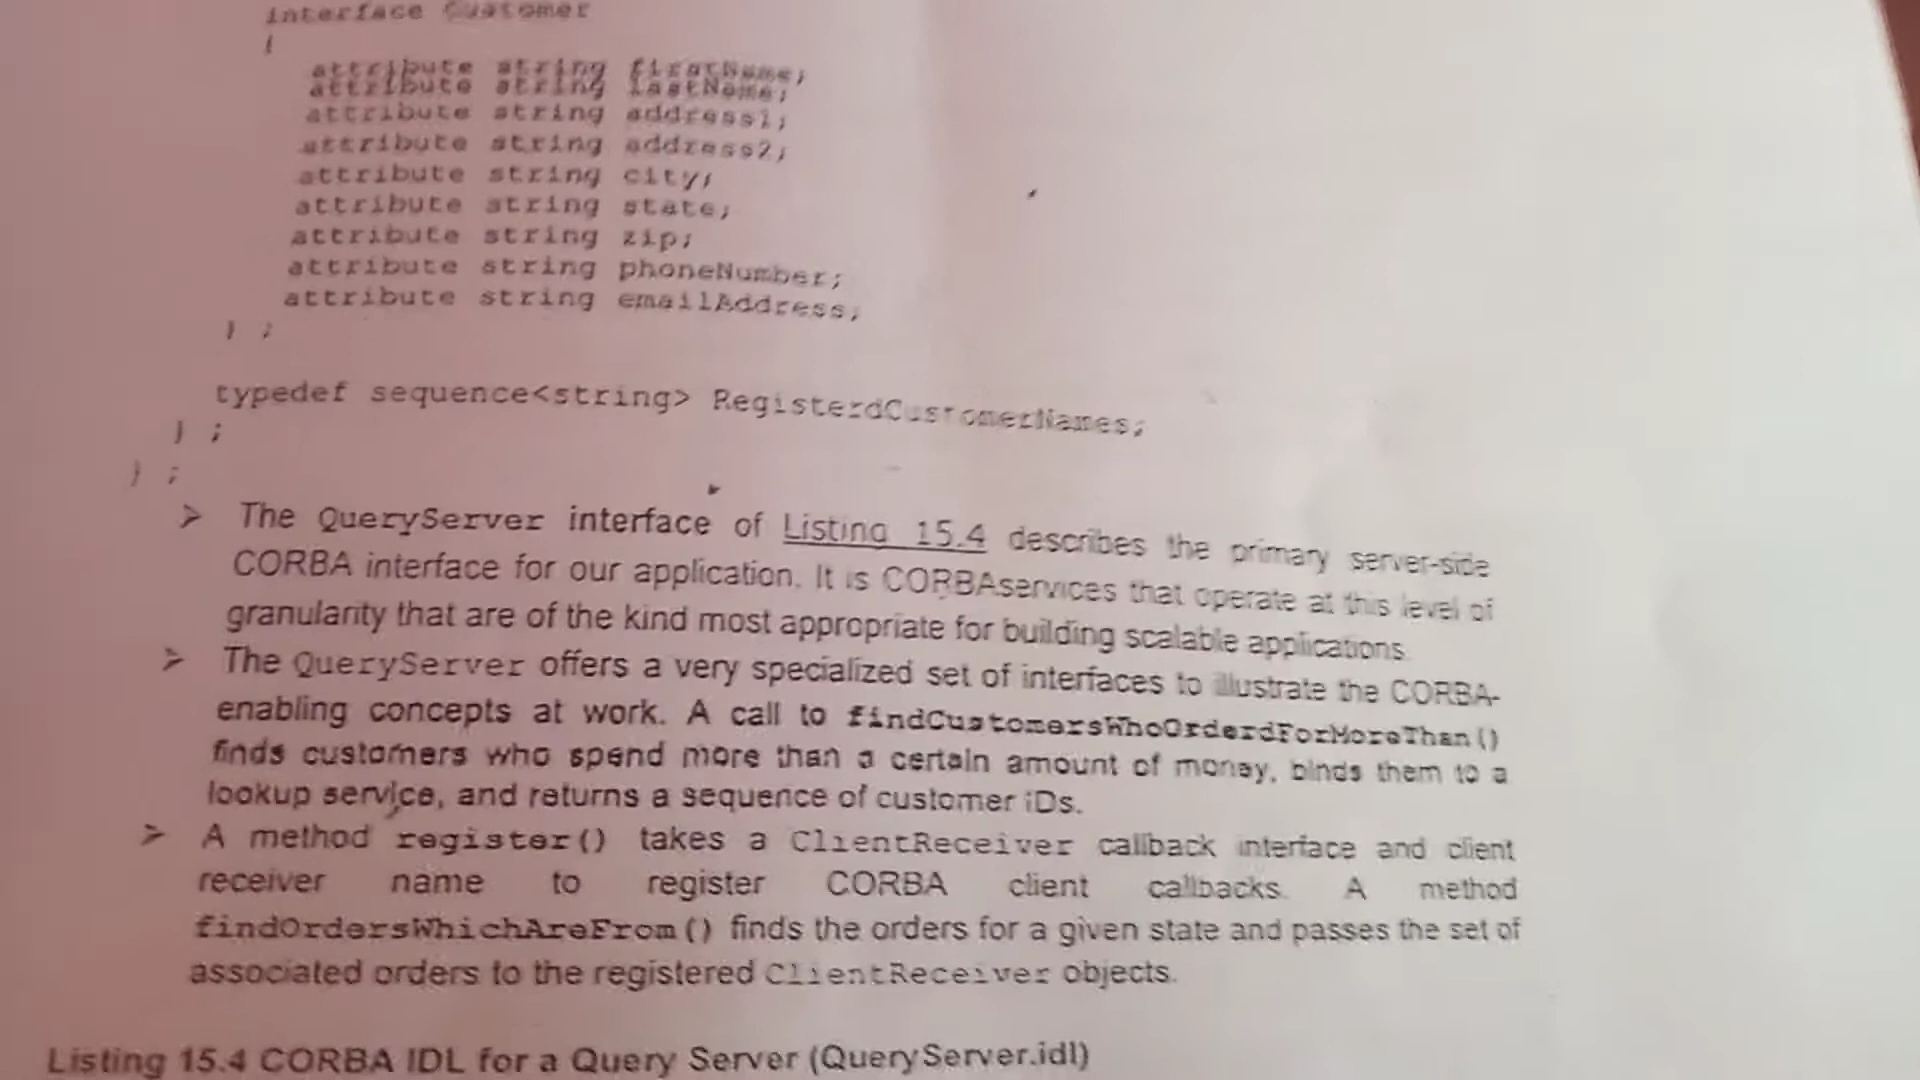 interface Customer
{
attribute string firstName;
attribute string lastName;
attribute string address1;
attribute string address2;
attribute string city;
attribute string state;
attribute string zip;
attribute string phoneNumber;
attribute string emailAddress;
} ;
typedef sequence<string> RegisterdCustomerNames;
} ;
} ;
➢ The QueryServer interface of Listing 15.4 describes the primary server-side
CORBA interface for our application. It is CORBAservices that operate at this level of
granularity that are of the kind most appropriate for building scalable applications.
➢ The QueryServer offers a very specialized set of interfaces to illustrate the CORBA-
enabling concepts at work. A call to findCustomersWhoOrderdForMoreThan()
finds customers who spend more than a certain amount of money, binds them to a
lookup service, and returns a sequence of customer IDs.
➢ A method register() takes a ClientReceiver callback interface and client
receiver name to register CORBA client callbacks. A method
findOrdersWhichAreFrom() finds the orders for a given state and passes the set of
associated orders to the registered ClientReceiver objects.
Listing 15.4 CORBA IDL for a Query Server (QueryServer.idl)